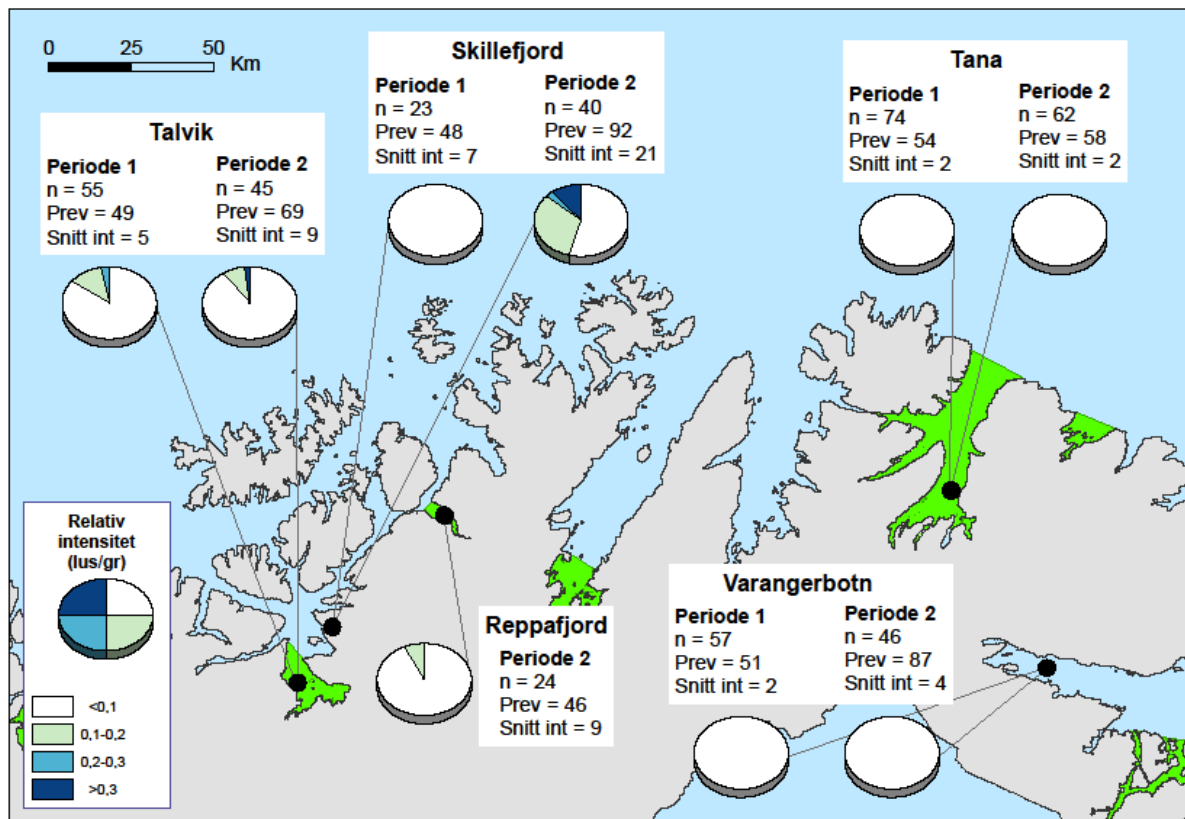 0 25 50
Km
Talvik
Periode 1
n = 55
Prev = 49
Snitt int = 5
Periode 2
n = 45
Prev = 69
Snitt int = 9
Skillefjord
Periode 1
n = 23
Prev = 48
Snitt int = 7
Periode 2
n = 40
Prev = 92
Snitt int = 21
Tana
Periode 1
n = 74
Prev = 54
Snitt int = 2
Periode 2
n = 62
Prev = 58
Snitt int = 2
Relativ
intensitet
(lus/gr)
<0,1
0,1-0,2
0,2-0,3
>0,3
Reppafjord
Periode 2
n = 24
Prev = 46
Snitt int = 9
Varangerbotn
Periode 1
n = 57
Prev = 51
Snitt int = 2
Periode 2
n = 46
Prev = 87
Snitt int = 4